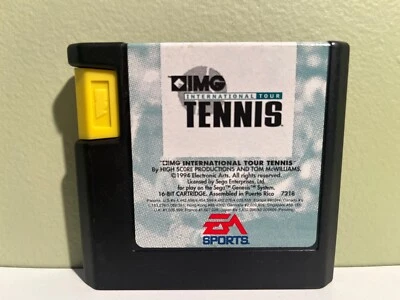 IMG
INTERNATIONAL TOUR
TENNIS
IMG INTERNATIONAL TOUR TENNIS™
By HIGH SCORE PRODUCTIONS and TOM McWILLIAMS.
©1994 Electronic Arts. All rights reserved.
Licensed by Sega Enterprises, Ltd.
for play on the Sega™ Genesis™ System.
16-BIT CARTRIDGE. Assembled in Puerto Rico
EA
SPORTS™